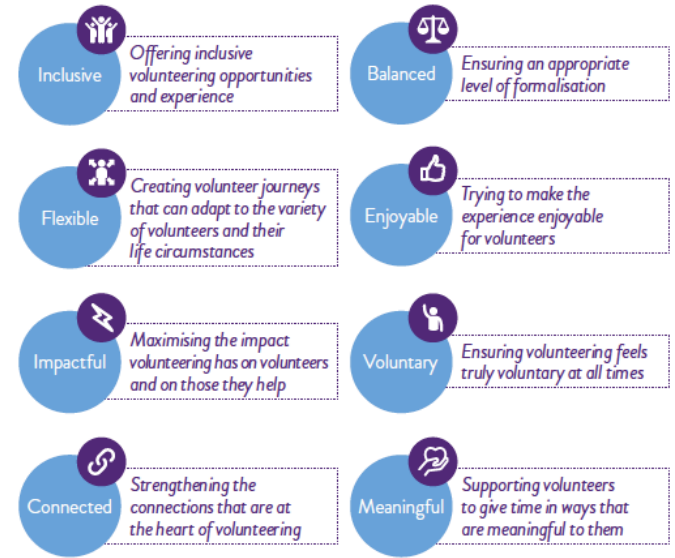 Inclusive
Offering inclusive
volunteering opportunities
and experience
Balanced
Ensuring an appropriate
level of formalisation
Flexible
Creating volunteer journeys
that can adapt to the variety
of volunteers and their
life circumstances
Enjoyable
Trying to make the
experience enjoyable
for volunteers
Impactful
Maximising the impact
volunteering has on volunteers
and on those they help
Voluntary
Ensuring volunteering feels
truly voluntary at all times
Connected
Strengthening the
connections that are at
the heart of volunteering
Meaningful
Supporting volunteers
to give time in ways that
are meaningful to them